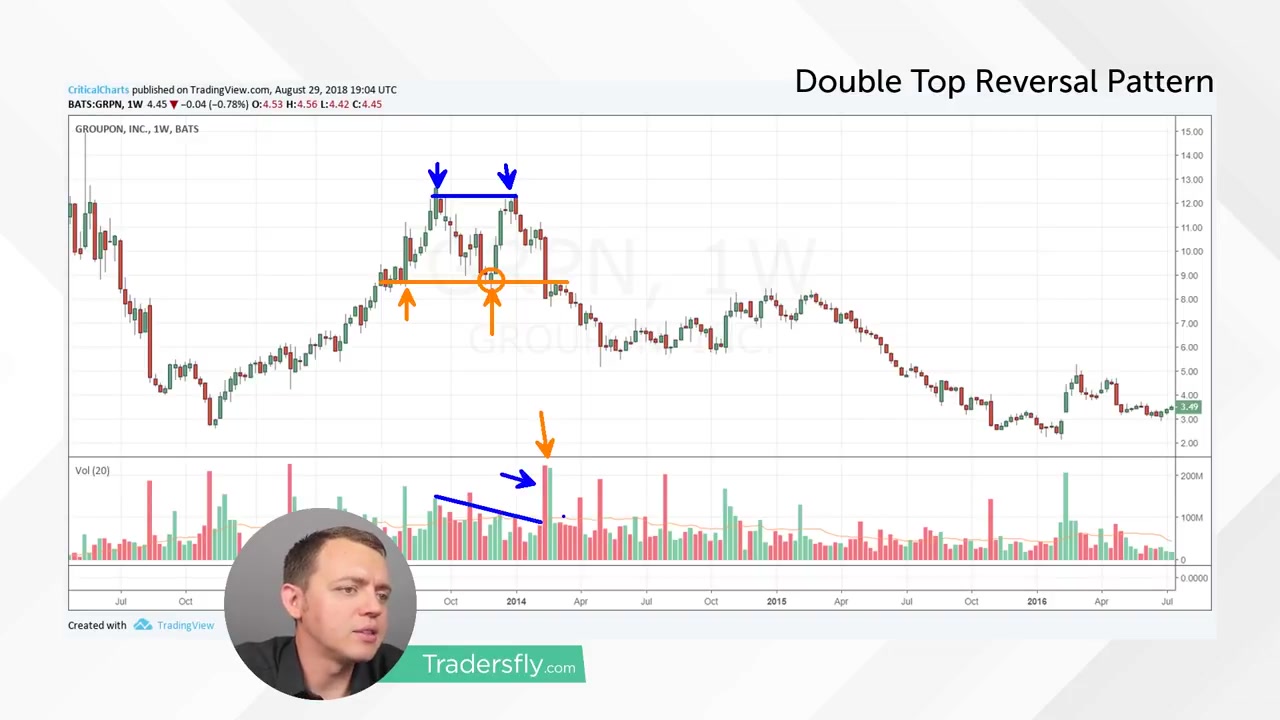 Double Top Reversal Pattern
CriticalCharts published on TradingView.com, August 29, 2018 19:04 UTC
BATS:GRPN, 1W 4.45 ▼ −0.04 (−0.78%) O:4.53 H:4.56 L:4.42 C:4.45
GROUPON, INC., 1W, BATS
15.00
14.00
13.00
12.00
11.00
10.00
9.00
8.00
7.00
6.00
5.00
4.00
3.49
3.00
2.00
GRPN, 1W
GROUPON, INC.
Vol (20)
200M
100M
0
0.0000
Jul Oct Oct 2014 Apr Jul Oct 2015 Apr Jul Oct 2016 Apr Jul
Created with TradingView
Tradersfly.com